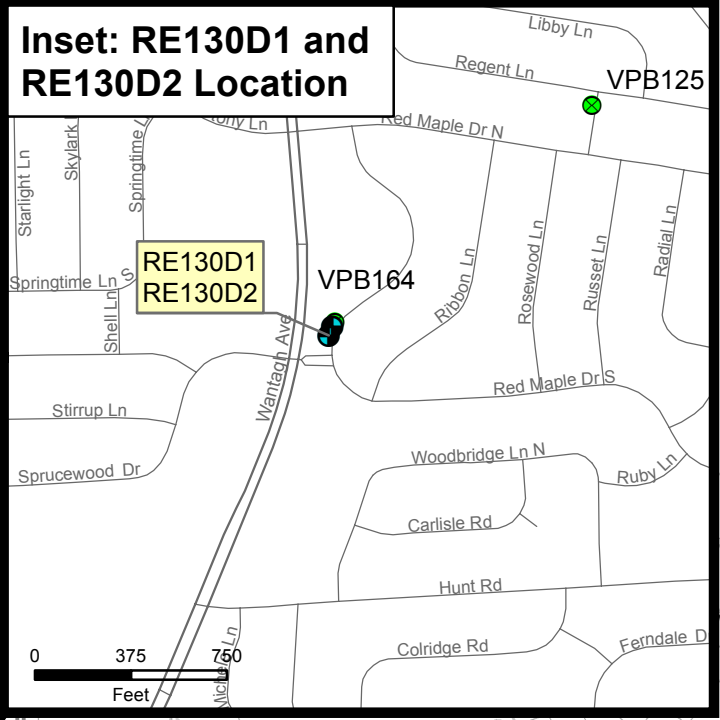 Inset: RE130D1 and
RE130D2 Location
Libby Ln
Regent Ln
VPB125
Red Maple Dr N
Starlight Ln
Skylark
Springtime
Ln
RE130D1
RE130D2
VPB164
Springtime Ln S
Shell Ln
Wantagh Ave
Ribbon Ln
Rosewood Ln
Russet Ln
Radial Ln
Red Maple Dr S
Stirrup Ln
Sprucewood Dr
Woodbridge Ln N
Ruby Ln
Carlisle Rd
Hunt Rd
Colridge Rd
Ferndale D
Ln
0 375 750
Feet